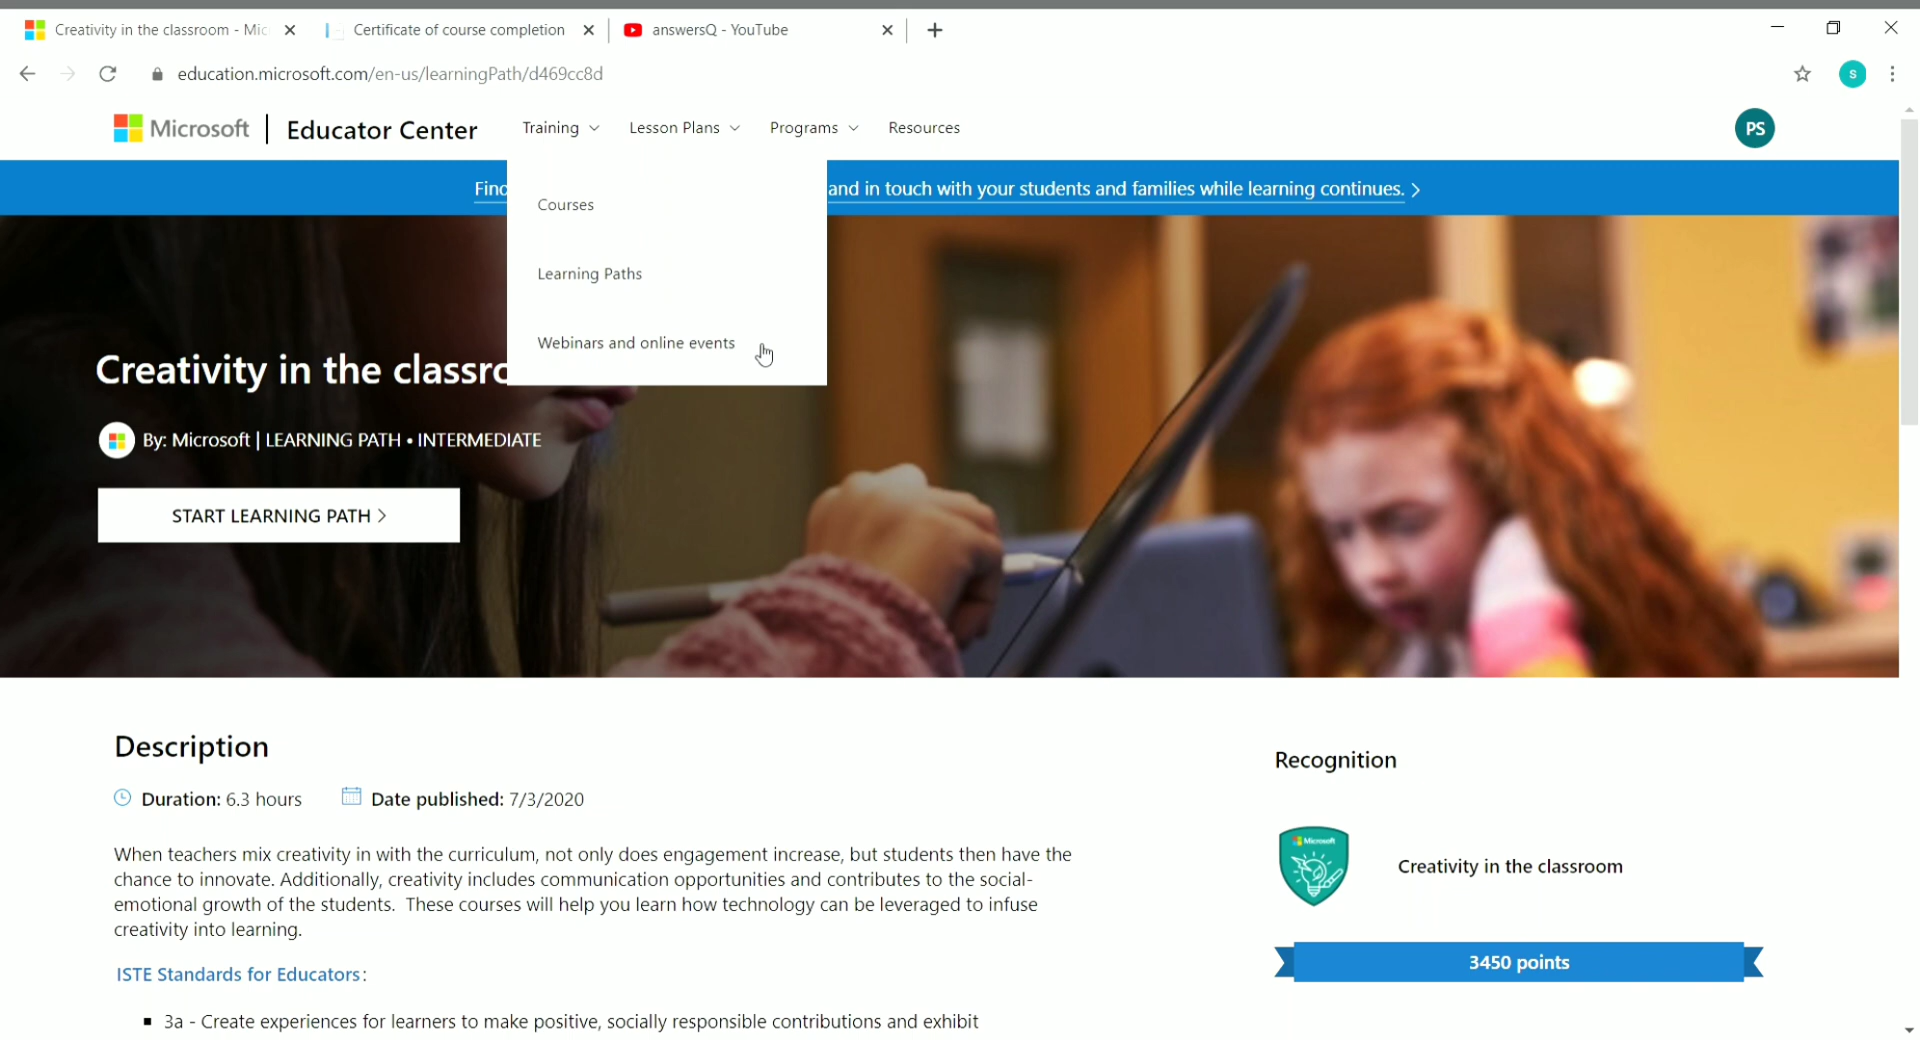 Creativity in the classroom - Mic
Certificate of course completion
answersQ - YouTube
education.microsoft.com/en-us/learningPath/d469cc8d
S
Microsoft | Educator Center
Training
Lesson Plans
Programs
Resources
PS
Find
and in touch with your students and families while learning continues. >
Courses
Learning Paths
Webinars and online events
Creativity in the classro
By: Microsoft | LEARNING PATH • INTERMEDIATE
START LEARNING PATH >
Description
Duration: 6.3 hours
Date published: 7/3/2020
When teachers mix creativity in with the curriculum, not only does engagement increase, but students then have the
chance to innovate. Additionally, creativity includes communication opportunities and contributes to the social-
emotional growth of the students. These courses will help you learn how technology can be leveraged to infuse
creativity into learning.
ISTE Standards for Educators:
▪ 3a - Create experiences for learners to make positive, socially responsible contributions and exhibit
Recognition
Microsoft
Creativity in the classroom
3450 points